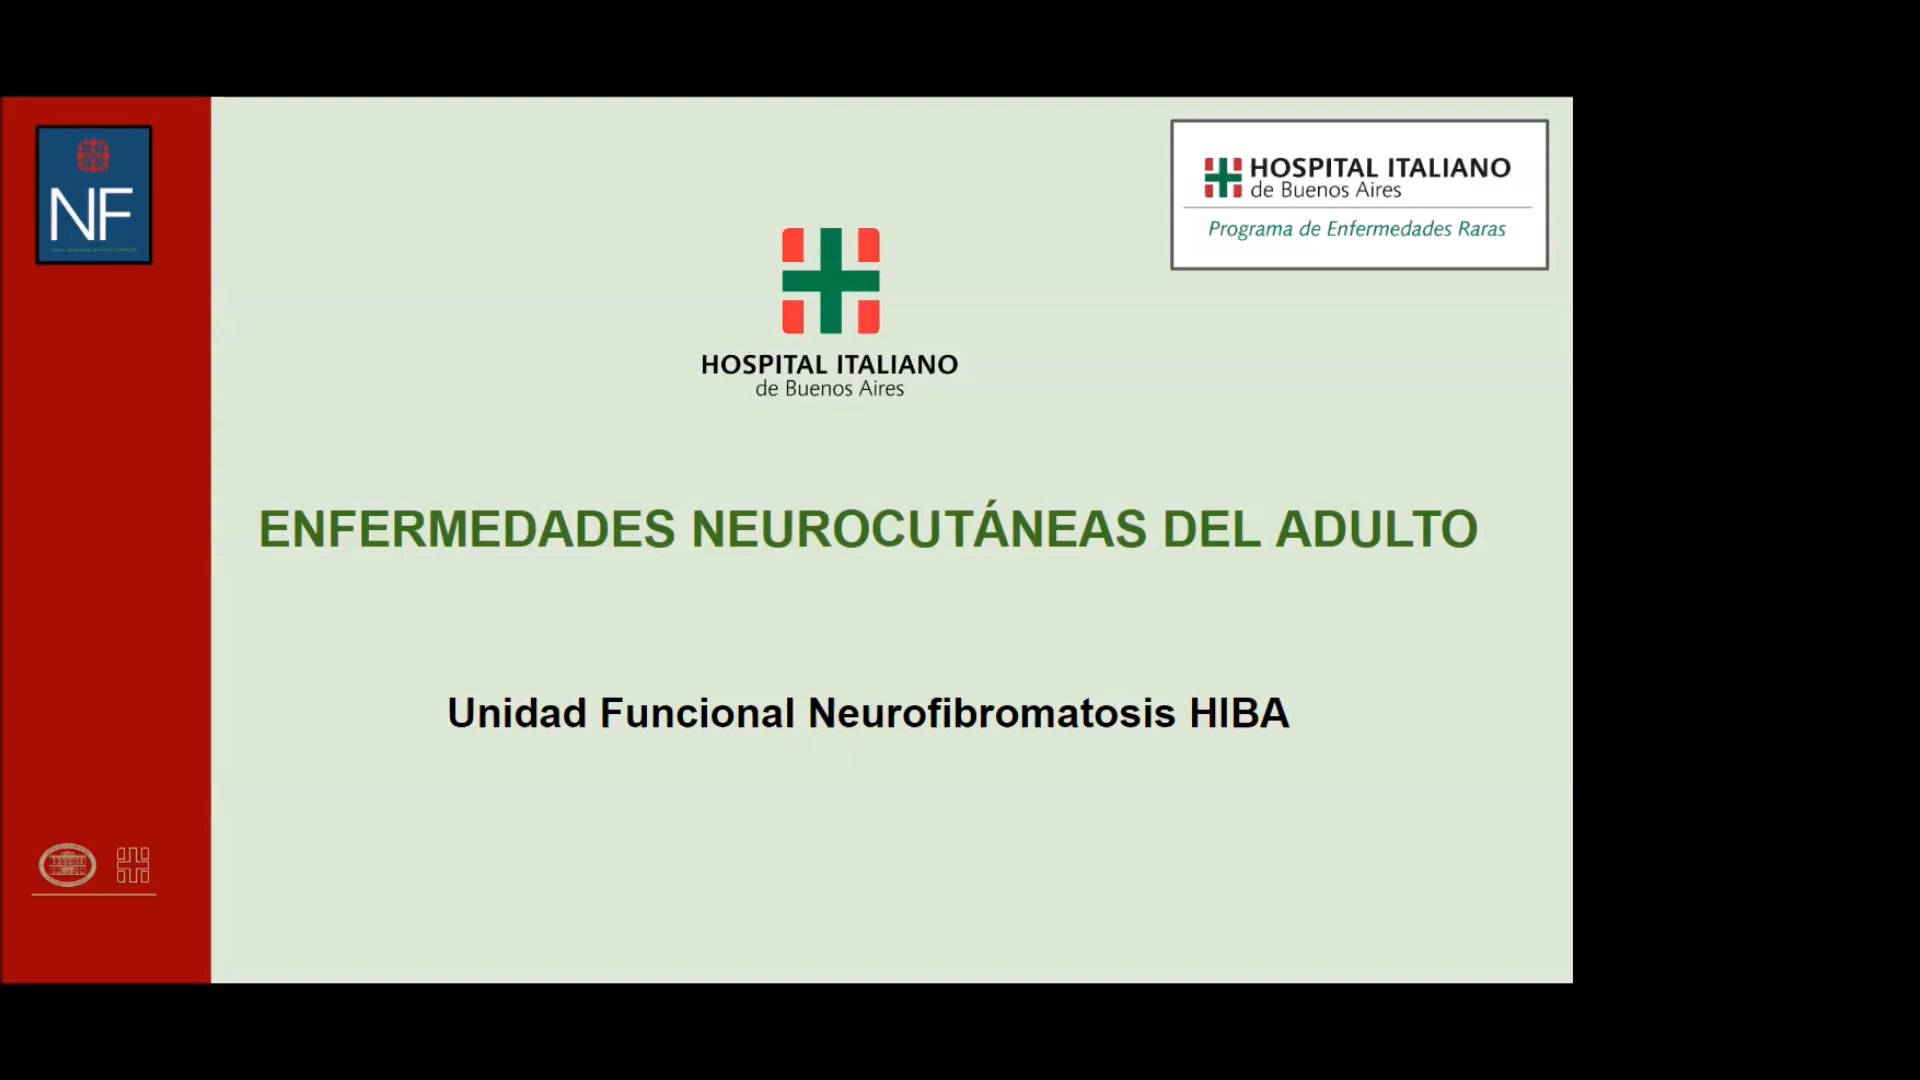 NF
HOSPITAL ITALIANO
de Buenos Aires
Programa de Enfermedades Raras
HOSPITAL ITALIANO
de Buenos Aires
ENFERMEDADES NEUROCUTÁNEAS DEL ADULTO
Unidad Funcional Neurofibromatosis HIBA